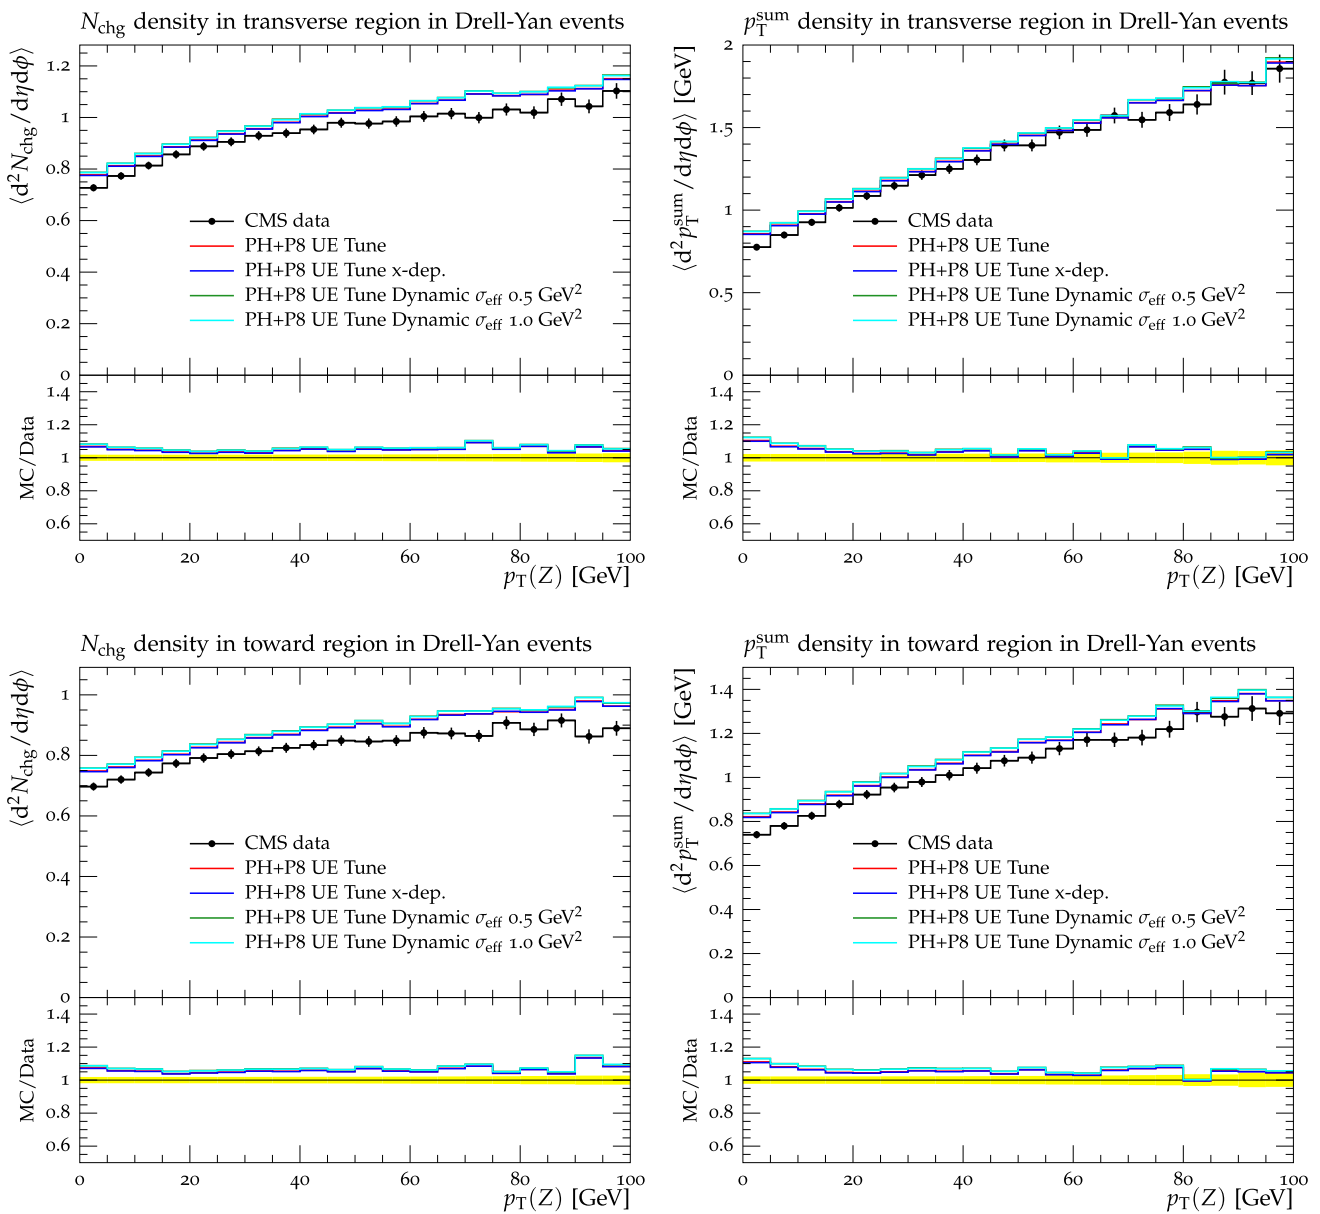 N_chg density in transverse region in Drell-Yan events
⟨d²N_chg/dηdϕ⟩
1.2
1
0.8
0.6
0.4
0.2
0
CMS data
PH+P8 UE Tune
PH+P8 UE Tune x-dep.
PH+P8 UE Tune Dynamic σ_eff 0.5 GeV²
PH+P8 UE Tune Dynamic σ_eff 1.0 GeV²
MC/Data
1.4
1.2
1
0.8
0.6
0 20 40 60 80 100
p_T(Z) [GeV]
p_T^sum density in transverse region in Drell-Yan events
⟨d²p_T^sum/dηdϕ⟩ [GeV]
2
1.5
1
0.5
0
CMS data
PH+P8 UE Tune
PH+P8 UE Tune x-dep.
PH+P8 UE Tune Dynamic σ_eff 0.5 GeV²
PH+P8 UE Tune Dynamic σ_eff 1.0 GeV²
MC/Data
1.4
1.2
1
0.8
0.6
0 20 40 60 80 100
p_T(Z) [GeV]
N_chg density in toward region in Drell-Yan events
⟨d²N_chg/dηdϕ⟩
1
0.8
0.6
0.4
0.2
0
CMS data
PH+P8 UE Tune
PH+P8 UE Tune x-dep.
PH+P8 UE Tune Dynamic σ_eff 0.5 GeV²
PH+P8 UE Tune Dynamic σ_eff 1.0 GeV²
MC/Data
1.4
1.2
1
0.8
0.6
0 20 40 60 80 100
p_T(Z) [GeV]
p_T^sum density in toward region in Drell-Yan events
⟨d²p_T^sum/dηdϕ⟩ [GeV]
1.4
1.2
1
0.8
0.6
0.4
0.2
0
CMS data
PH+P8 UE Tune
PH+P8 UE Tune x-dep.
PH+P8 UE Tune Dynamic σ_eff 0.5 GeV²
PH+P8 UE Tune Dynamic σ_eff 1.0 GeV²
MC/Data
1.4
1.2
1
0.8
0.6
0 20 40 60 80 100
p_T(Z) [GeV]